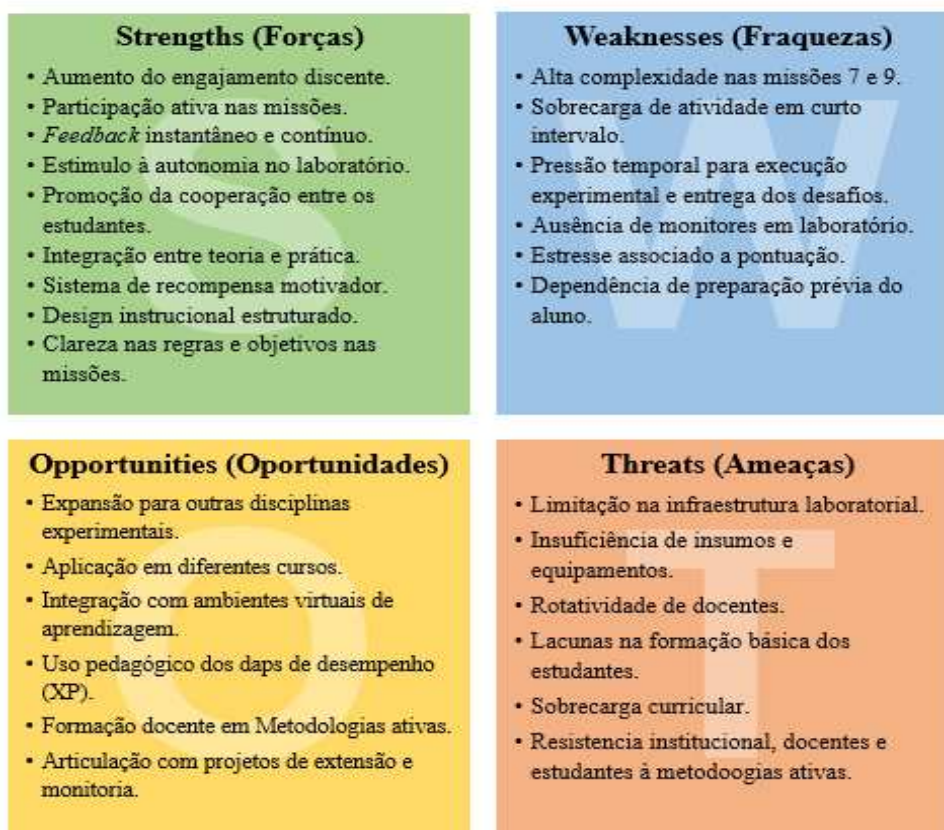 Strengths (Forças)
• Aumento do engajamento discente.
• Participação ativa nas missões.
• Feedback instantâneo e contínuo.
• Estimulo à autonomia no laboratório.
• Promoção da cooperação entre os
estudantes.
• Integração entre teoria e prática.
• Sistema de recompensa motivador.
• Design instrucional estruturado.
• Clareza nas regras e objetivos nas
missões.
Weaknesses (Fraquezas)
• Alta complexidade nas missões 7 e 9.
• Sobrecarga de atividade em curto
intervalo.
• Pressão temporal para execução
experimental e entrega dos desafios.
• Ausência de monitores em laboratório.
• Estresse associado a pontuação.
• Dependência de preparação prévia do
aluno.
Opportunities (Oportunidades)
• Expansão para outras disciplinas
experimentais.
• Aplicação em diferentes cursos.
• Integração com ambientes virtuais de
aprendizagem.
• Uso pedagógico dos daps de desempenho
(XP).
• Formação docente em Metodologias ativas.
• Articulação com projetos de extensão e
monitoria.
Threats (Ameaças)
• Limitação na infraestrutura laboratorial.
• Insuficiência de insumos e
equipamentos.
• Rotatividade de docentes.
• Lacunas na formação básica dos
estudantes.
• Sobrecarga curricular.
• Resistencia institucional, docentes e
estudantes à metodoogias ativas.
S
W
O
T